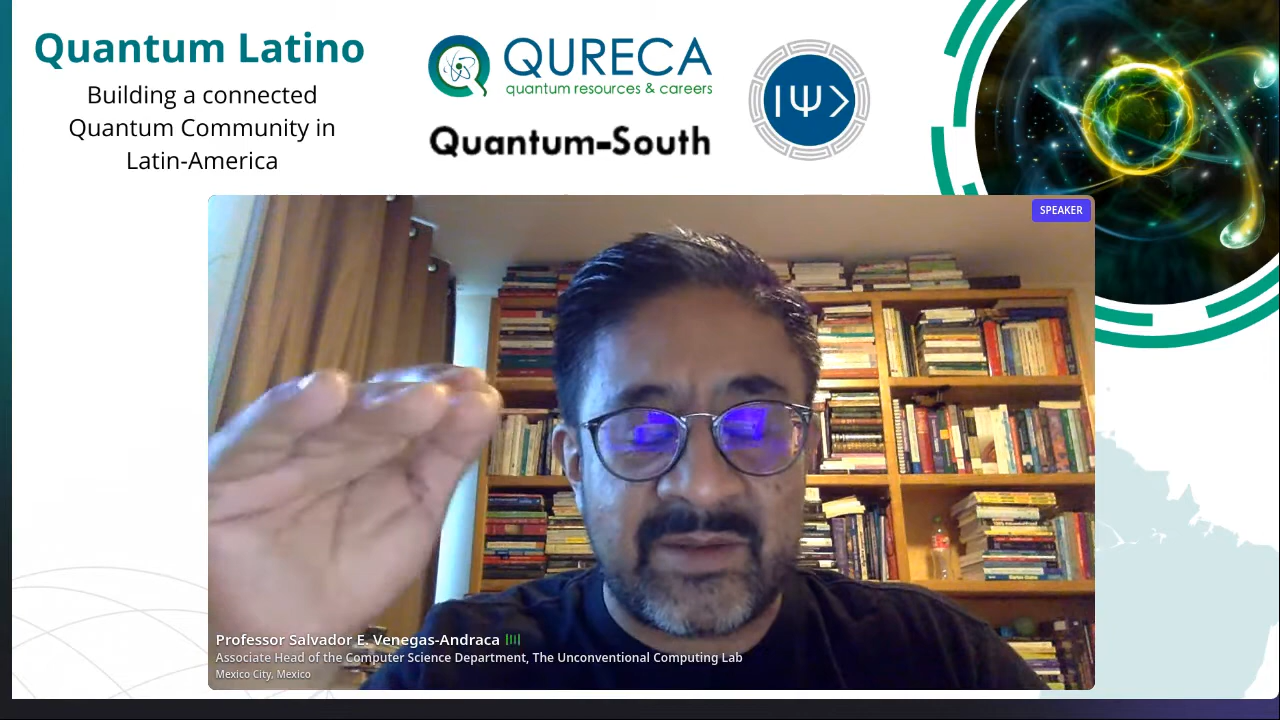 Quantum Latino
Building a connected
Quantum Community in
Latin-America
QURECA
quantum resources & careers
Quantum-South
|Ψ>
SPEAKER
Professor Salvador E. Venegas-Andraca
Associate Head of the Computer Science Department, The Unconventional Computing Lab
Mexico City, Mexico